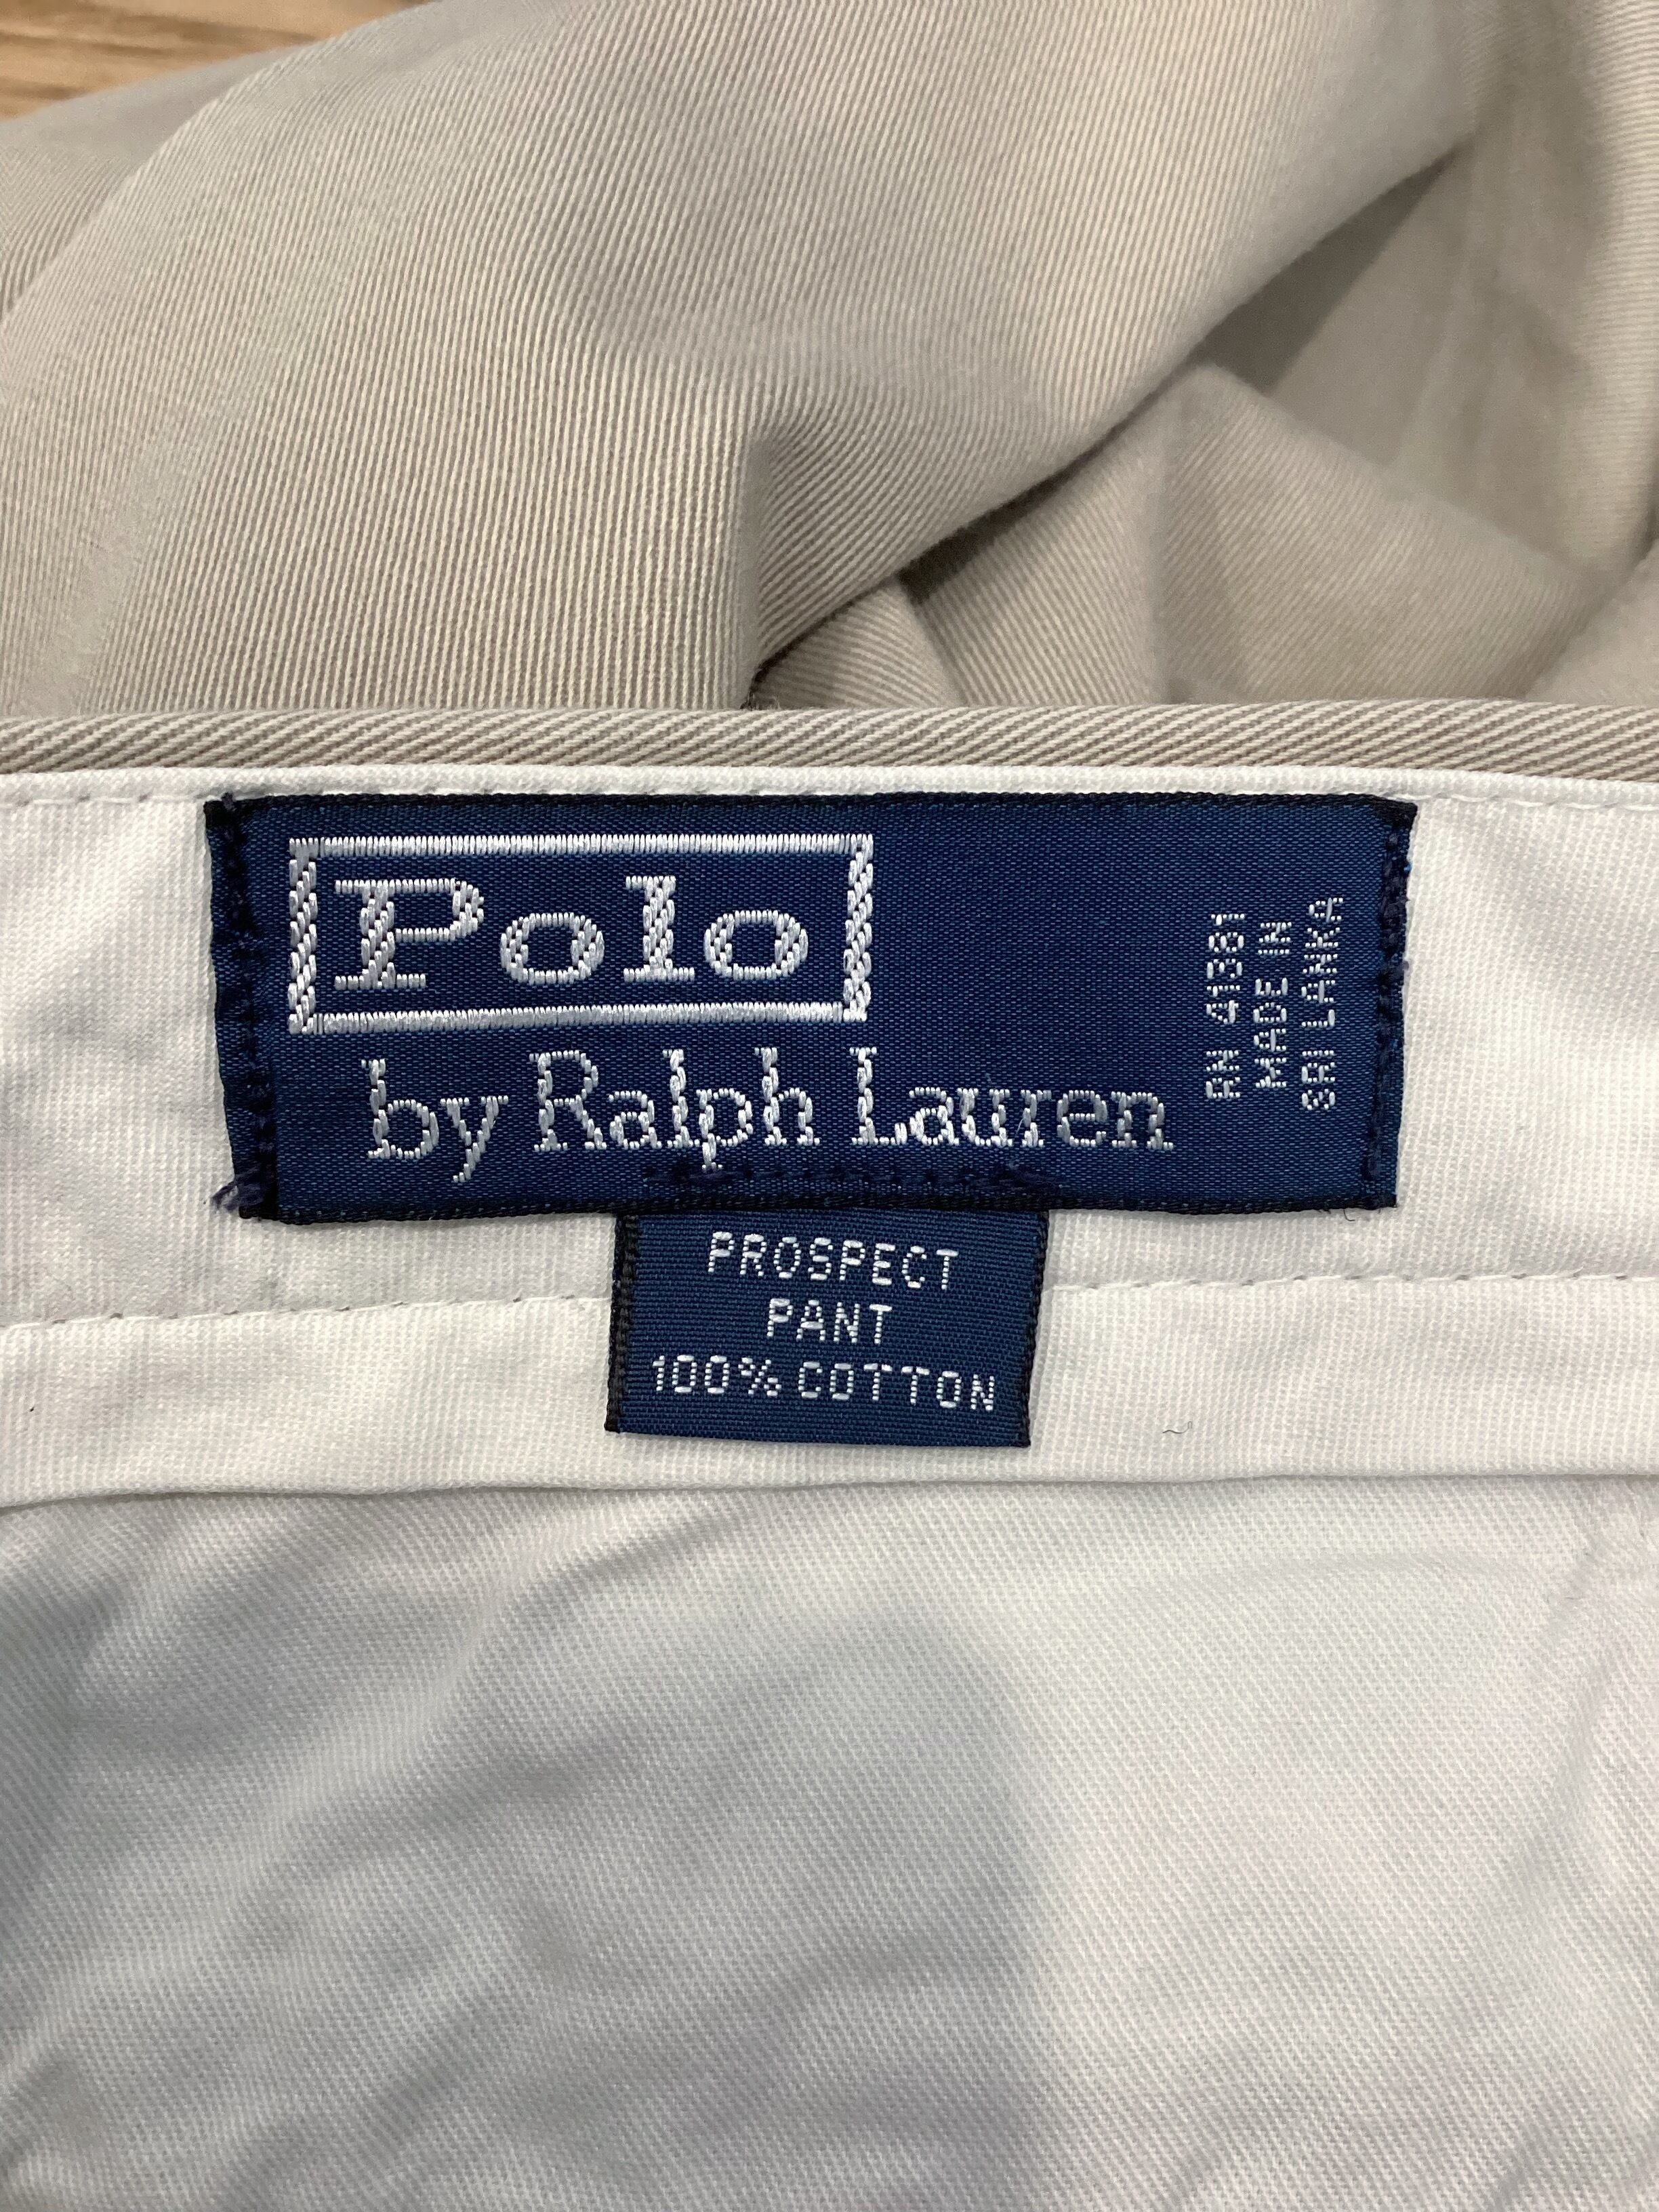 Polo
by Ralph Lauren
RN 41381
MADE IN
SRI LANKA
PROSPECT
PANT
100% COTTON